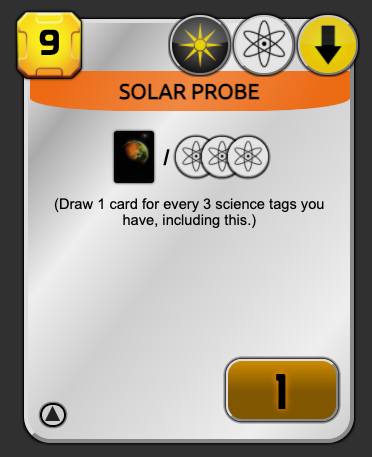 9
SOLAR PROBE
/
(Draw 1 card for every 3 science tags you
have, including this.)
1